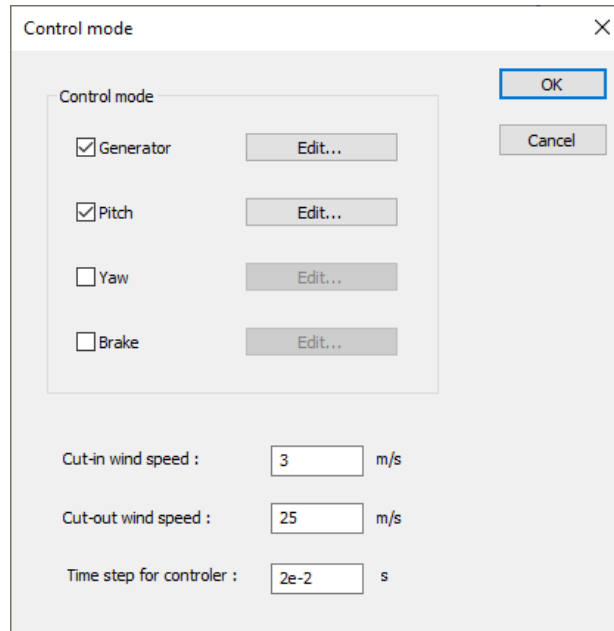 Control mode
OK
Control mode
Cancel
Generator Edit...
Pitch Edit...
Yaw Edit...
Brake Edit...
Cut-in wind speed : 3 m/s
Cut-out wind speed : 25 m/s
Time step for controler : 2e-2 s